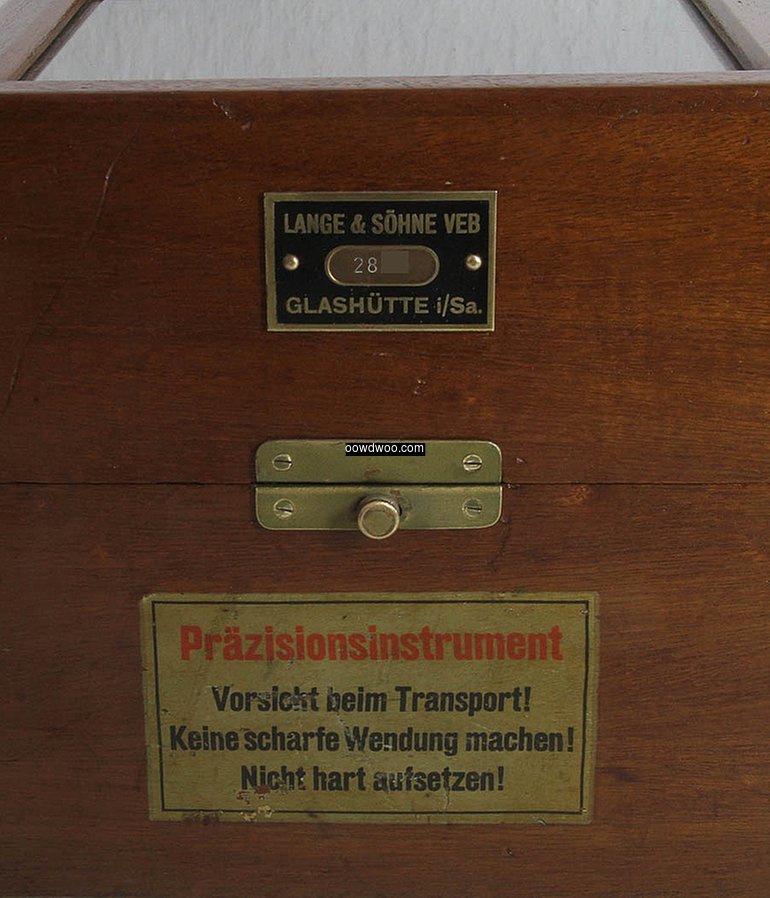 LANGE & SÖHNE VEB
28
GLASHÜTTE i/Sa.
oowdwoo.com
Präzisionsinstrument
Vorsicht beim Transport!
Keine scharfe Wendung machen!
Nicht hart aufsetzen!